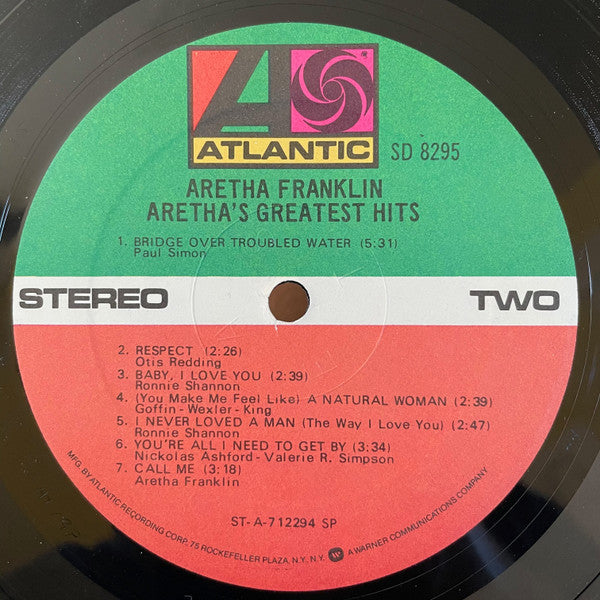 ATLANTIC
SD 8295
ARETHA FRANKLIN
ARETHA'S GREATEST HITS
1. BRIDGE OVER TROUBLED WATER (5:31)
Paul Simon
STEREO TWO
2. RESPECT (2:26)
Otis Redding
3. BABY, I LOVE YOU (2:39)
Ronnie Shannon
4. (You Make Me Feel Like) A NATURAL WOMAN (2:39)
Goffin-Wexler-King
5. I NEVER LOVED A MAN (The Way I Love You) (2:47)
Ronnie Shannon
6. YOU'RE ALL I NEED TO GET BY (3:34)
Nickolas Ashford-Valerie R. Simpson
7. CALL ME (3:18)
Aretha Franklin
ST-A-712294 SP
MFG. BY ATLANTIC RECORDING CORP. 75 ROCKEFELLER PLAZA, N.Y. N.Y. A WARNER COMMUNICATIONS COMPANY